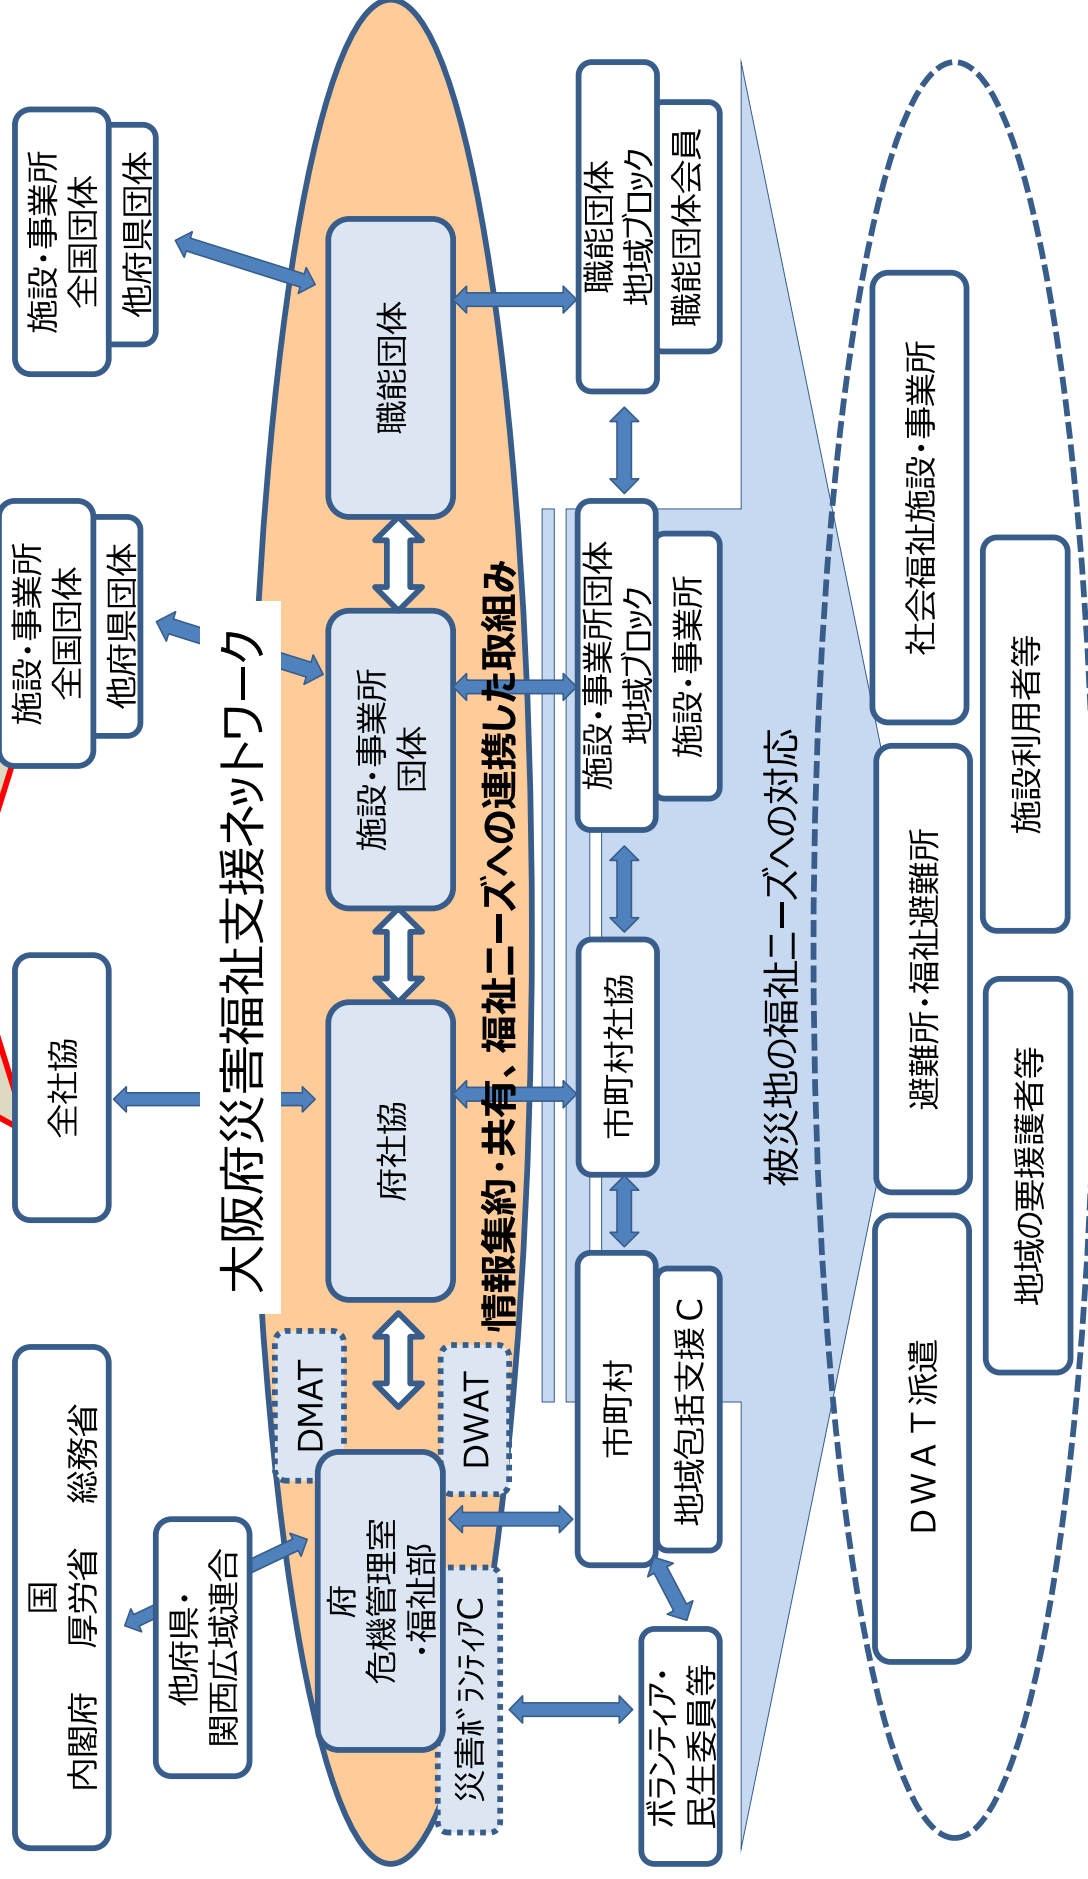 国
内閣府　厚労省　総務省
全社協
施設・事業所
全国団体
他府県団体
施設・事業所
全国団体
他府県団体
他府県・
関西広域連合
大阪府災害福祉支援ネットワーク
DMAT
府
危機管理室
・福祉部
府社協
施設・事業所
団体
職能団体
災害ﾎﾞﾗﾝﾃｨｱC
DWAT
情報集約・共有、福祉ニーズへの連携した取組み
市町村
地域包括支援C
市町村社協
施設・事業所団体
地域ブロック
施設・事業所
職能団体
地域ブロック
職能団体会員
ボランティア・
民生委員等
被災地の福祉ニーズへの対応
DWAT派遣
避難所・福祉避難所
社会福祉施設・事業所
地域の要援護者等
施設利用者等